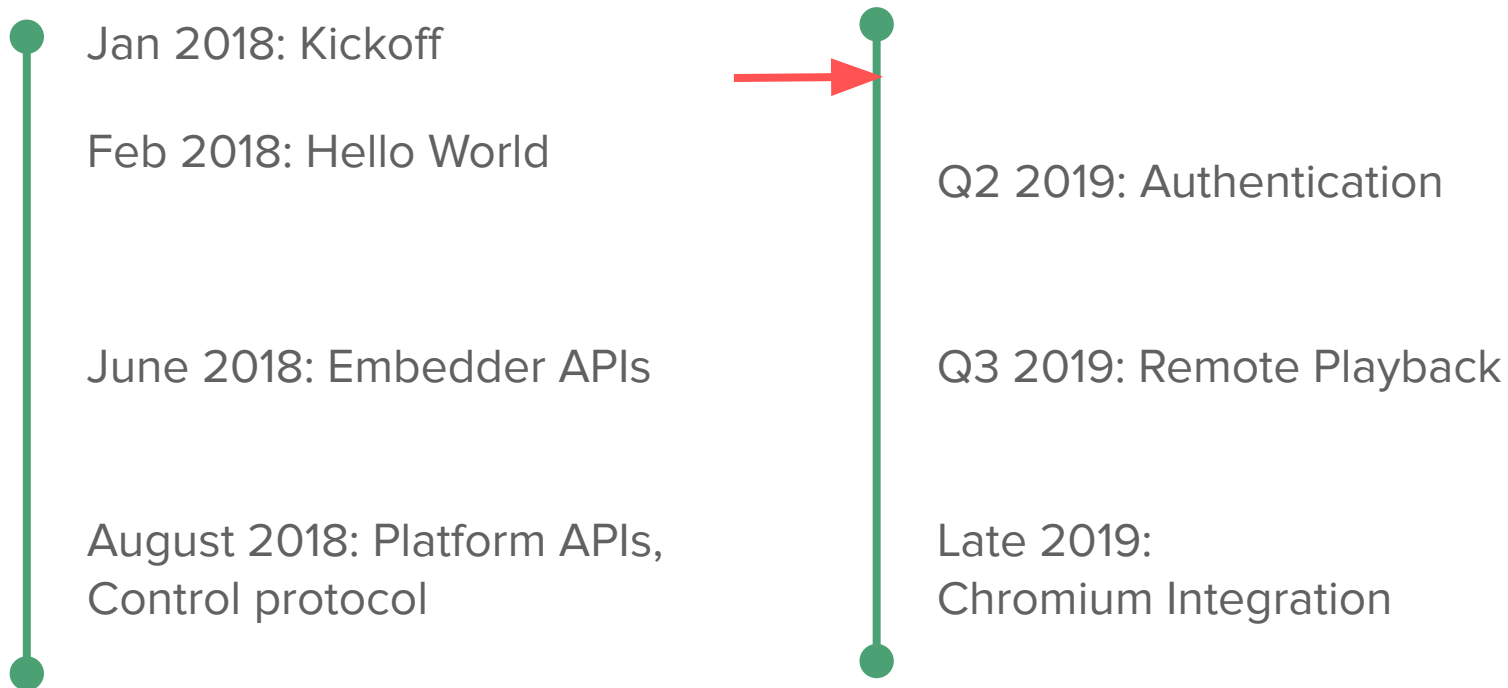 Jan 2018: Kickoff
Feb 2018: Hello World
June 2018: Embedder APIs
August 2018: Platform APIs,
Control protocol
Q2 2019: Authentication
Q3 2019: Remote Playback
Late 2019:
Chromium Integration